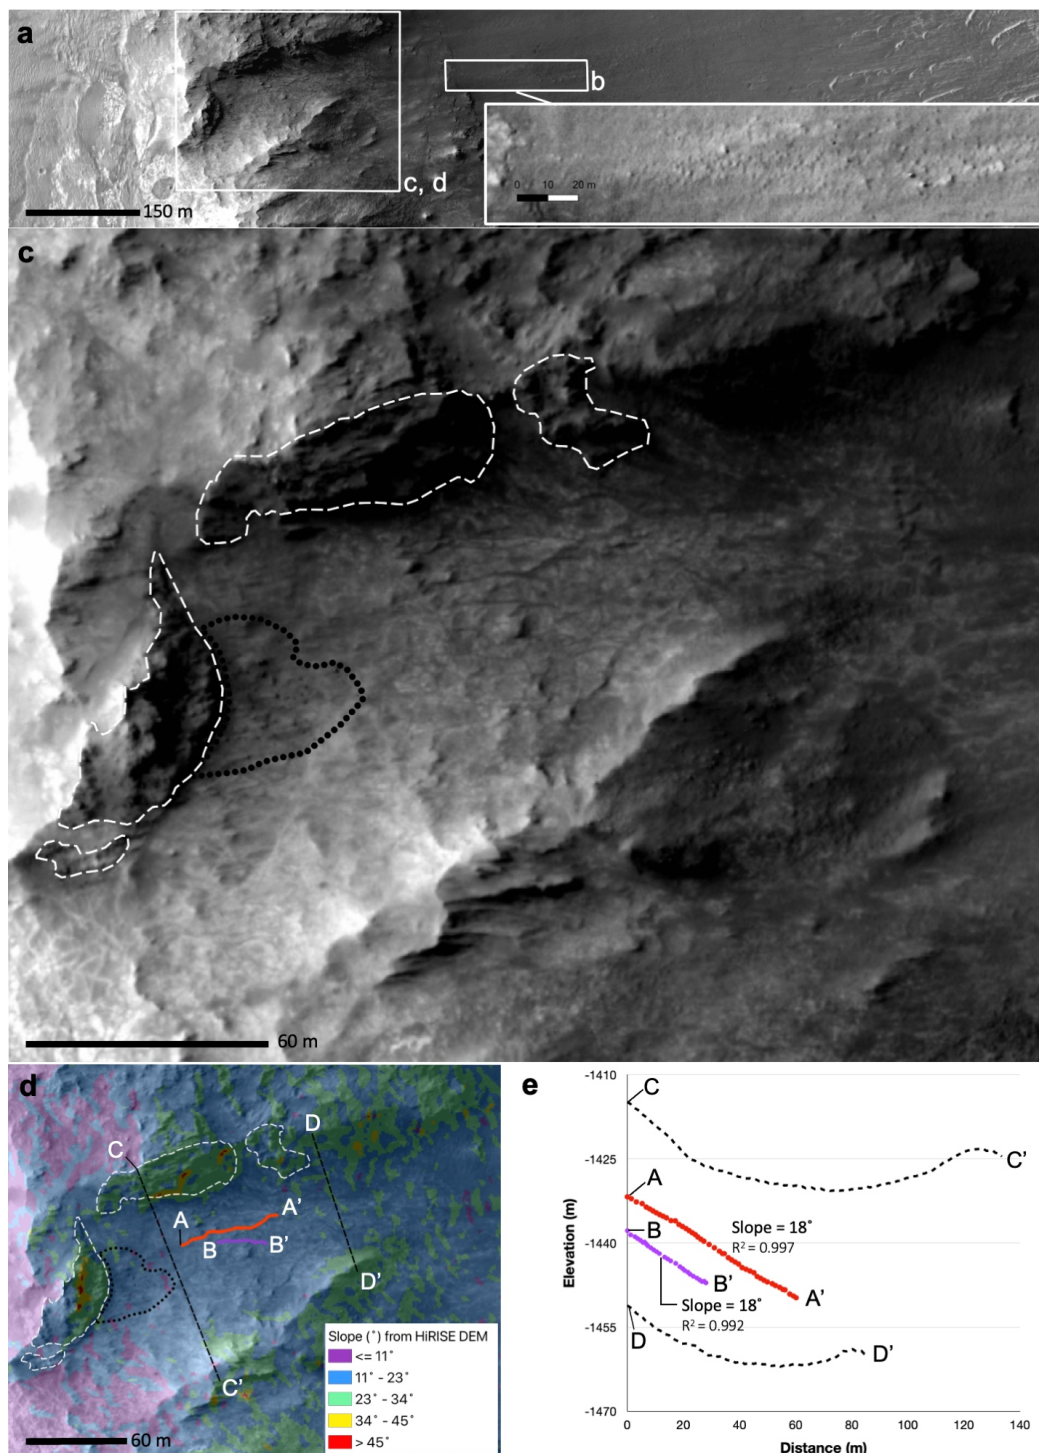 a
b
c, d
150 m
0 10 20 m
c
60 m
d
C
D
A
A'
B
B'
D'
C'
60 m
Slope (˚) from HiRISE DEM
<= 11˚
11˚ - 23˚
23˚ - 34˚
34˚ - 45˚
> 45˚
e
-1410
-1425
-1440
-1455
-1470
Elevation (m)
C
C'
A
Slope = 18˚
R² = 0.997
B
B'
A'
Slope = 18˚
R² = 0.992
D
D'
0 20 40 60 80 100 120 140
Distance (m)